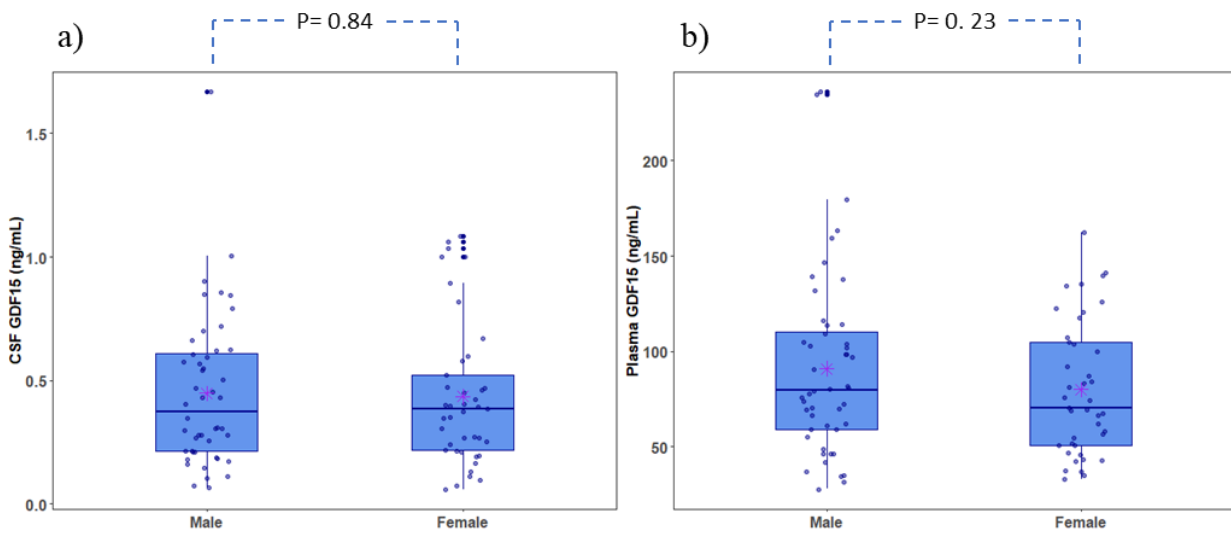 a)
P= 0.84
CSF GDF15 (ng/mL)
1.5
1.0
0.5
0.0
Male
Female
b)
P= 0. 23
Plasma GDF15 (ng/mL)
200
150
100
50
Male
Female